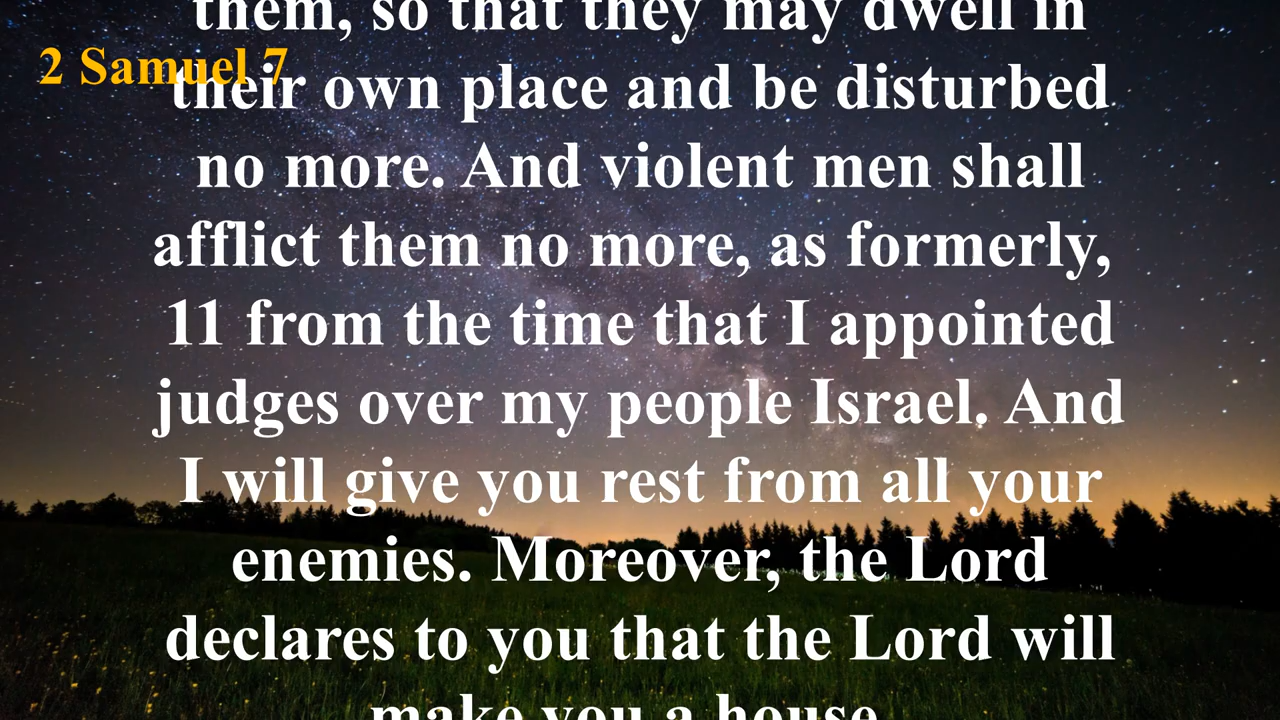 them, so that they may dwell in
2 Samuel 7
their own place and be disturbed
no more. And violent men shall
afflict them no more, as formerly,
11 from the time that I appointed
judges over my people Israel. And
I will give you rest from all your
enemies. Moreover, the Lord
declares to you that the Lord will
make you a house.